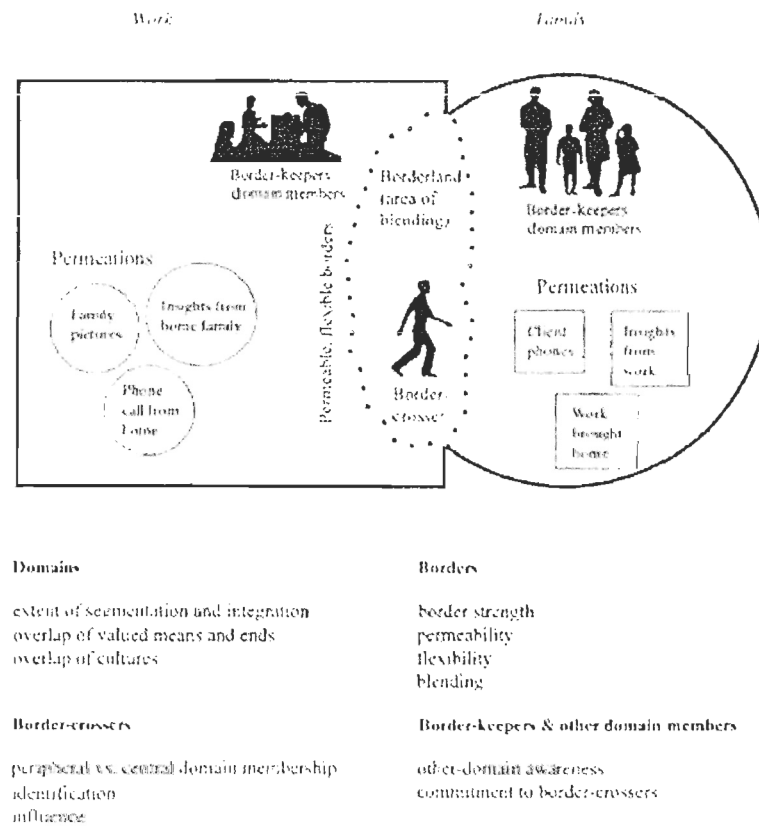 Work
Family
Border-keepers
domain members
Borderland
(area of
blending)
Border-keepers
domain members
Permeable, flexible borders
Permeations
Family
pictures
Insights from
home family
Phone
call from
home
Border-
crosser
Permeations
Client
phones
Insights
from
work
Work
brought
home
Domains
extent of segmentation and integration
overlap of valued means and ends
overlap of cultures
Borders
border strength
permeability
flexibility
blending
Border-crossers
peripheral vs. central domain membership
identification
influence
Border-keepers & other domain members
other-domain awareness
commitment to border-crossers